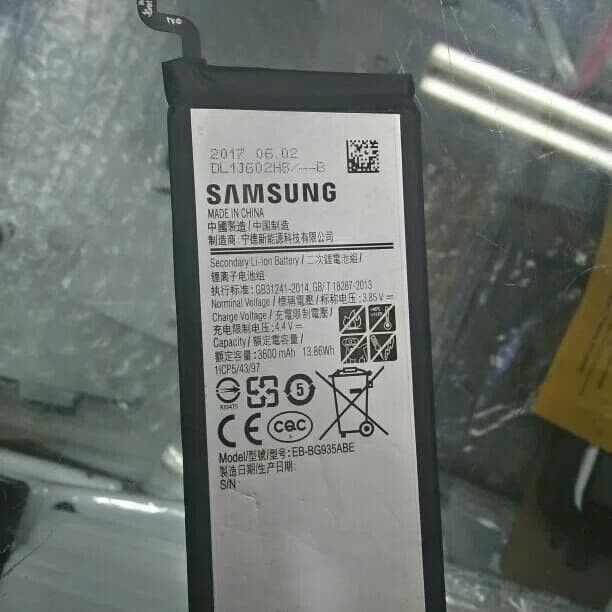 2017 06.02
DL1J602HS/---B
SAMSUNG
MADE IN CHINA
中國製造/中国制造
制造商:宁德新能源科技有限公司
Secondary Li-ion Battery / 二次鋰電池組/
锂离子电池组
执行标准: GB31241-2014, GB/T 18287-2013
Norminal Voltage / 標稱電壓 / 标称电压: 3.85 V
Charge Voltage / 充電限制電壓/
充电限制电压: 4.4 V
Capacity/ 額定電容量/
额定容量: 3600 mAh 13.86Wh
1ICP5/43/97
R33475
5
CE CQC
Model/型號/型号: EB-BG935ABE
製造日期/生产日期:
S/N: